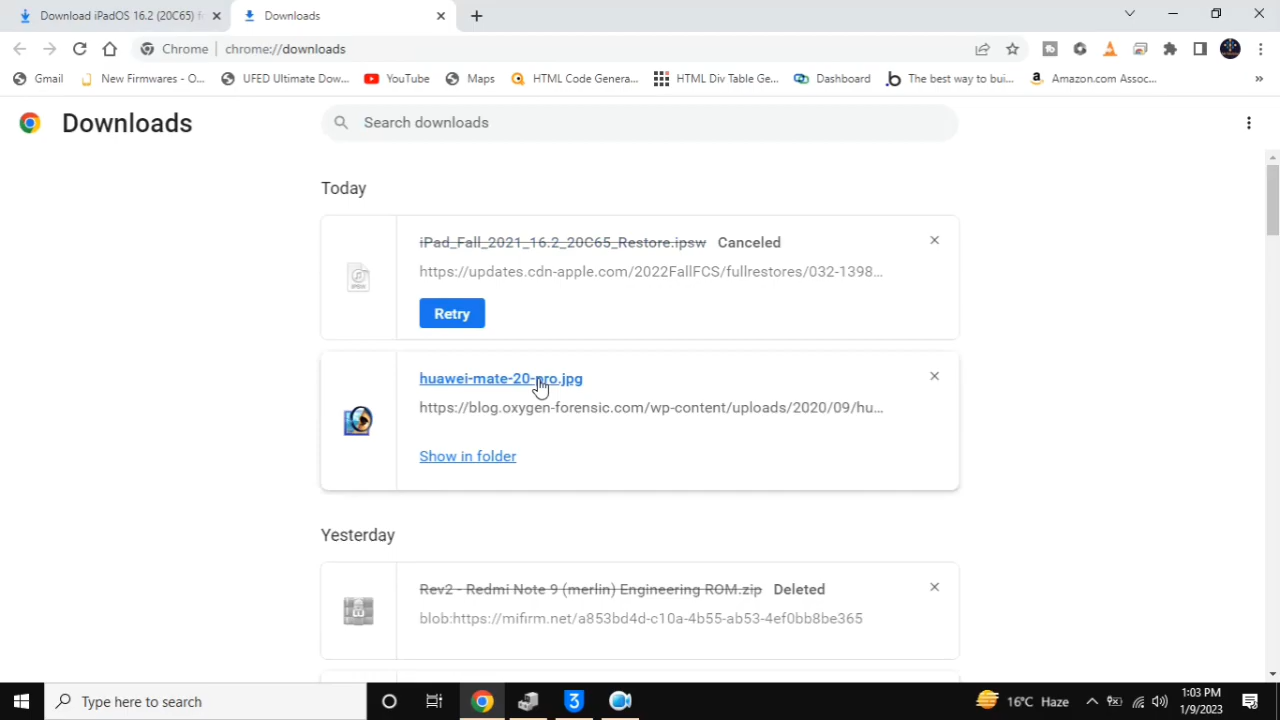 Download iPadOS 16.2 (20C65) f
Downloads
Chrome chrome://downloads
Gmail New Firmwares - O... UFED Ultimate Dow... YouTube Maps HTML Code Genera... HTML Div Table Ge... Dashboard The best way to bui... Amazon.com Assoc... »
Downloads
Search downloads
Today
iPad_Fall_2021_16.2_20C65_Restore.ipsw Canceled
https://updates.cdn-apple.com/2022FallFCS/fullrestores/032-1398...
Retry
huawei-mate-20-pro.jpg
https://blog.oxygen-forensic.com/wp-content/uploads/2020/09/hu...
Show in folder
Yesterday
Rev2 - Redmi Note 9 (merlin) Engineering ROM.zip Deleted
blob:https://mifirm.net/a853bd4d-c10a-4b55-ab53-4ef0bb8be365
Type here to search
16°C Haze
1:03 PM
1/9/2023